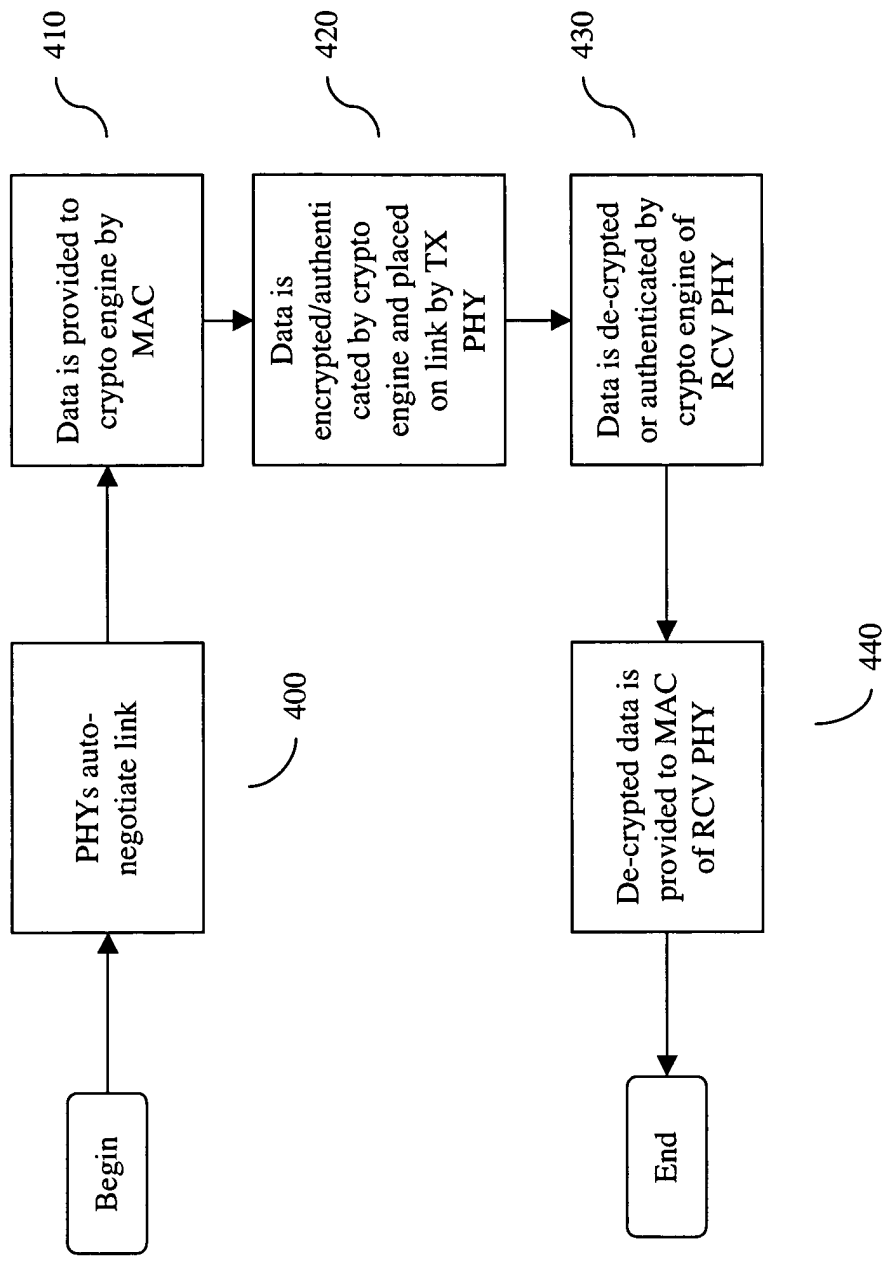 Begin
PHYs auto-
negotiate link
400
Data is provided to
crypto engine by
MAC
410
Data is
encrypted/authenti
cated by crypto
engine and placed
on link by TX
PHY
420
Data is de-crypted
or authenticated by
crypto engine of
RCV PHY
430
De-crypted data is
provided to MAC
of RCV PHY
440
End